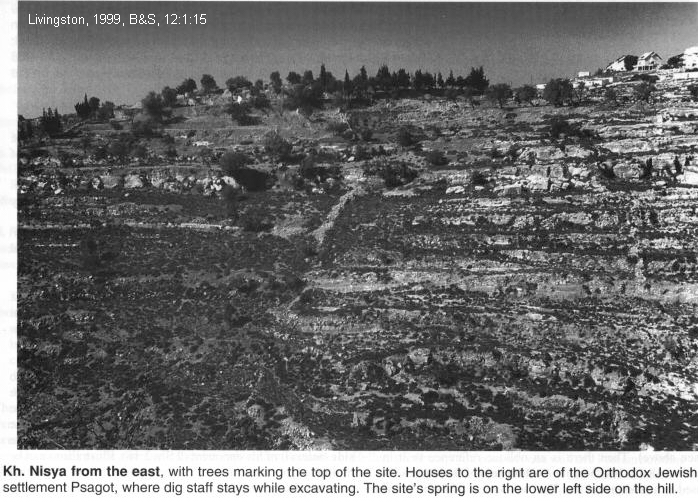 Livingston, 1999, B&S, 12:1:15
Kh. Nisya from the east, with trees marking the top of the site. Houses to the right are of the Orthodox Jewish
settlement Psagot, where dig staff stays while excavating. The site's spring is on the lower left side on the hill.